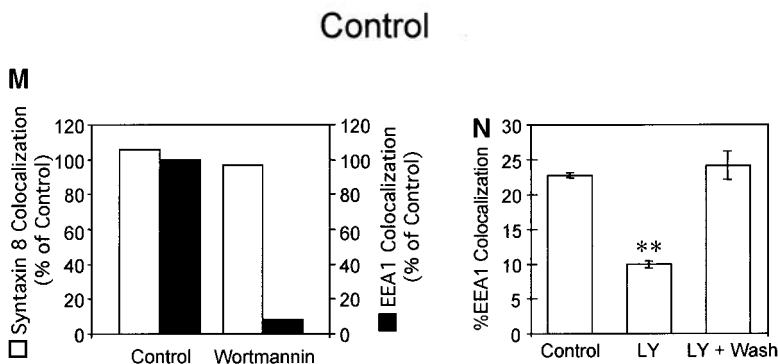 Control
M
Syntaxin 8 Colocalization
(% of Control)
120
100
80
60
40
20
0
120
100
80
60
40
20
0
EEA1 Colocalization
(% of Control)
Control Wortmannin
N
%EEA1 Colocalization
30
25
20
15
10
5
0
**
Control LY LY + Wash